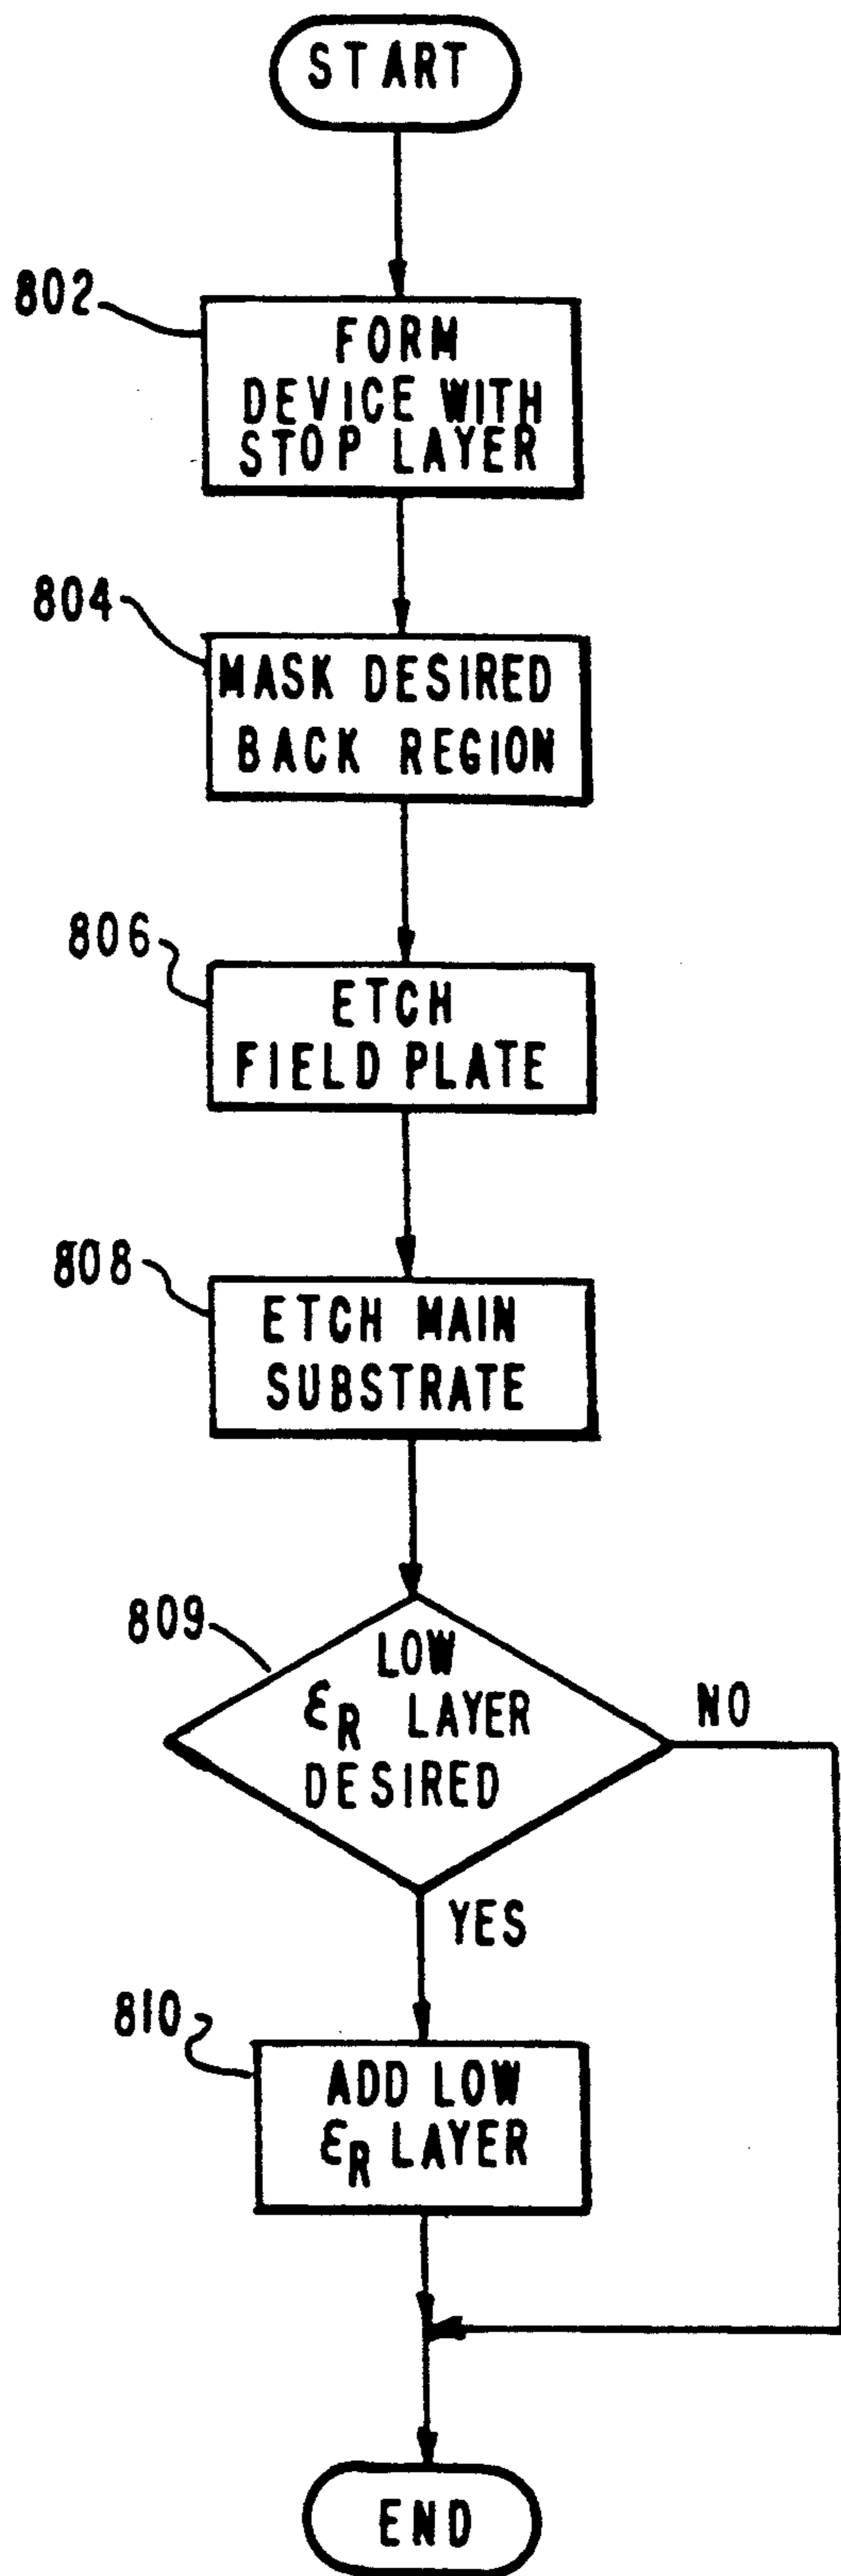 START
802
FORM
DEVICE WITH
STOP LAYER
804
MASK DESIRED
BACK REGION
806
ETCH
FIELD PLATE
808
ETCH MAIN
SUBSTRATE
809
LOW
εR LAYER
DESIRED
NO
YES
810
ADD LOW
εR LAYER
END